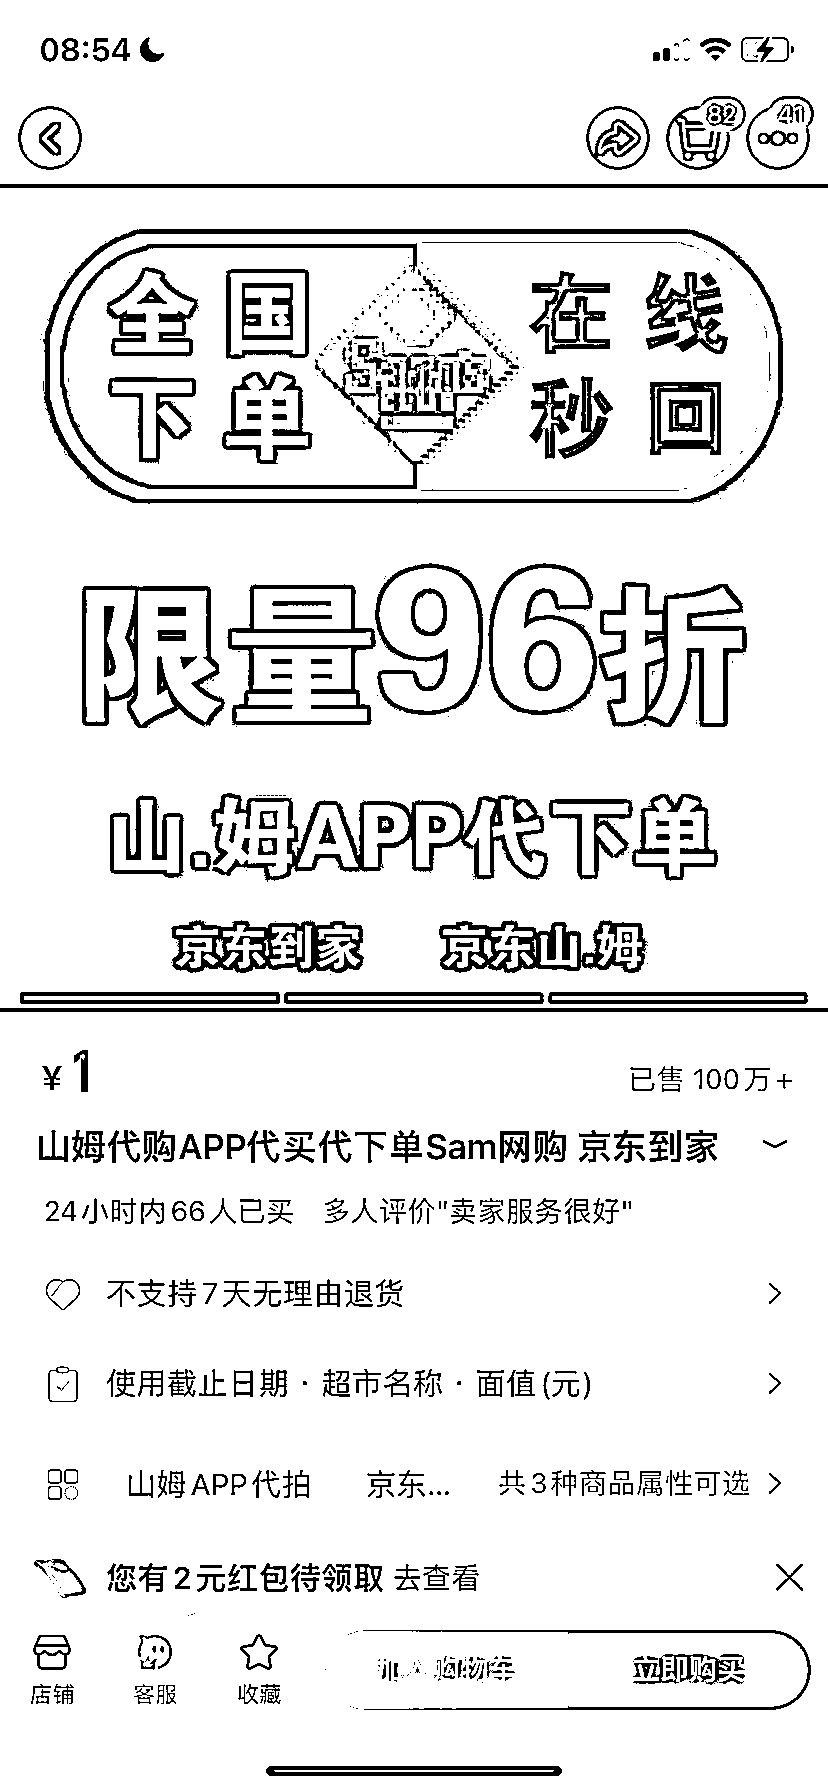 08:54
82
41
全国 在线
下单 秒回
Sam's
限量96折
山.姆APP代下单
京东到家 京东山.姆
¥1 已售 100万+
山姆代购APP代买代下单Sam网购 京东到家
24小时内66人已买 多人评价"卖家服务很好"
不支持7天无理由退货
使用截止日期 · 超市名称 · 面值(元)
山姆APP代拍 京东... 共3种商品属性可选
您有2元红包待领取 去查看
店铺 客服 收藏 加入购物车 立即购买